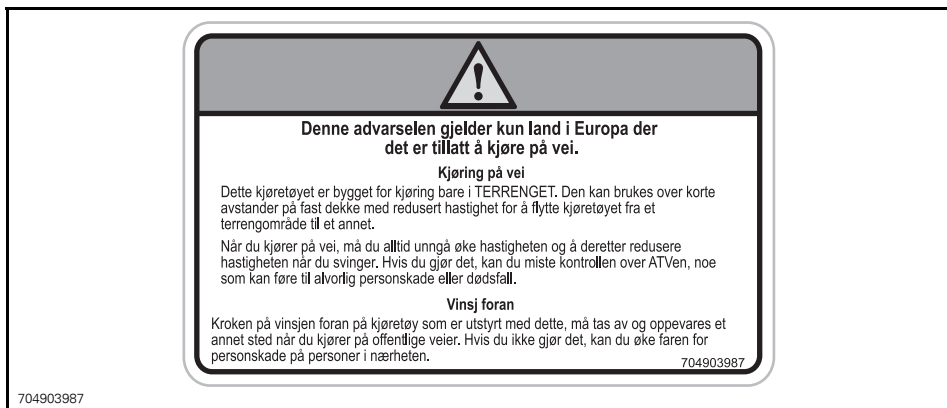 Denne advarselen gjelder kun land i Europa der
det er tillatt å kjøre på vei.
Kjøring på vei
Dette kjøretøyet er bygget for kjøring bare i TERRENGET. Den kan brukes over korte
avstander på fast dekke med redusert hastighet for å flytte kjøretøyet fra et
terrengområde til et annet.
Når du kjører på vei, må du alltid unngå øke hastigheten og å deretter redusere
hastigheten når du svinger. Hvis du gjør det, kan du miste kontrollen over ATVen, noe
som kan føre til alvorlig personskade eller dødsfall.
Vinsj foran
Kroken på vinsjen foran på kjøretøy som er utstyrt med dette, må tas av og oppevares et
annet sted når du kjører på offentlige veier. Hvis du ikke gjør det, kan du øke faren for
personskade på personer i nærheten.
704903987
704903987